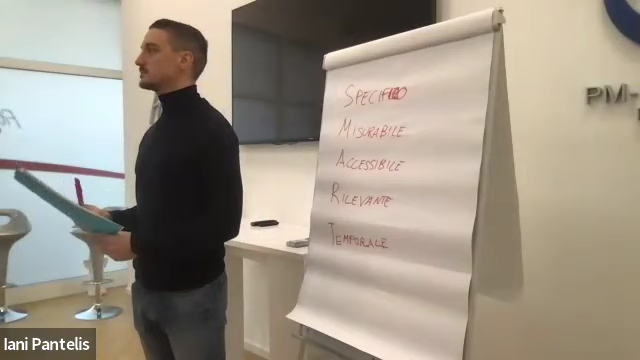 SPECIFICO
MISURABILE
ACCESSIBILE
RILEVANTE
TEMPORALE
PM-
Iani Pantelis